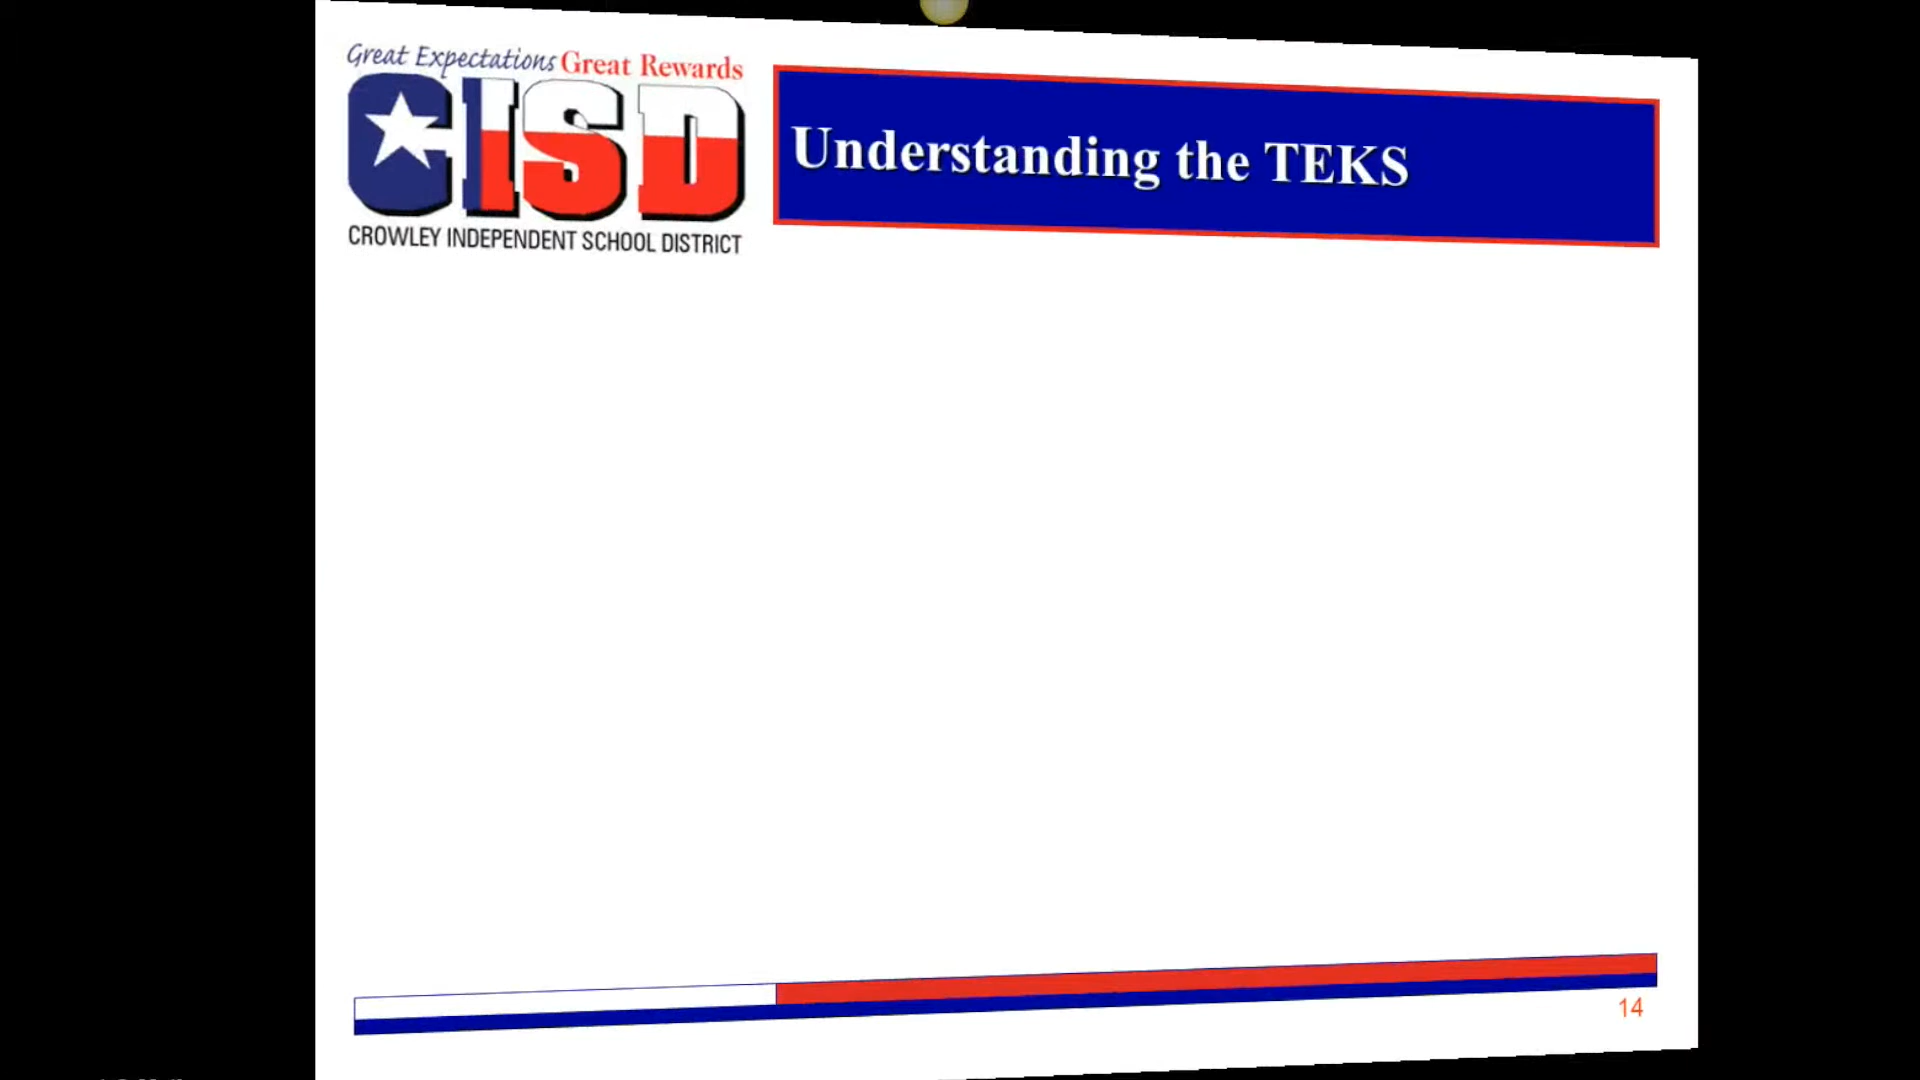 Great Expectations Great Rewards
CISD
CROWLEY INDEPENDENT SCHOOL DISTRICT
Understanding the TEKS
14